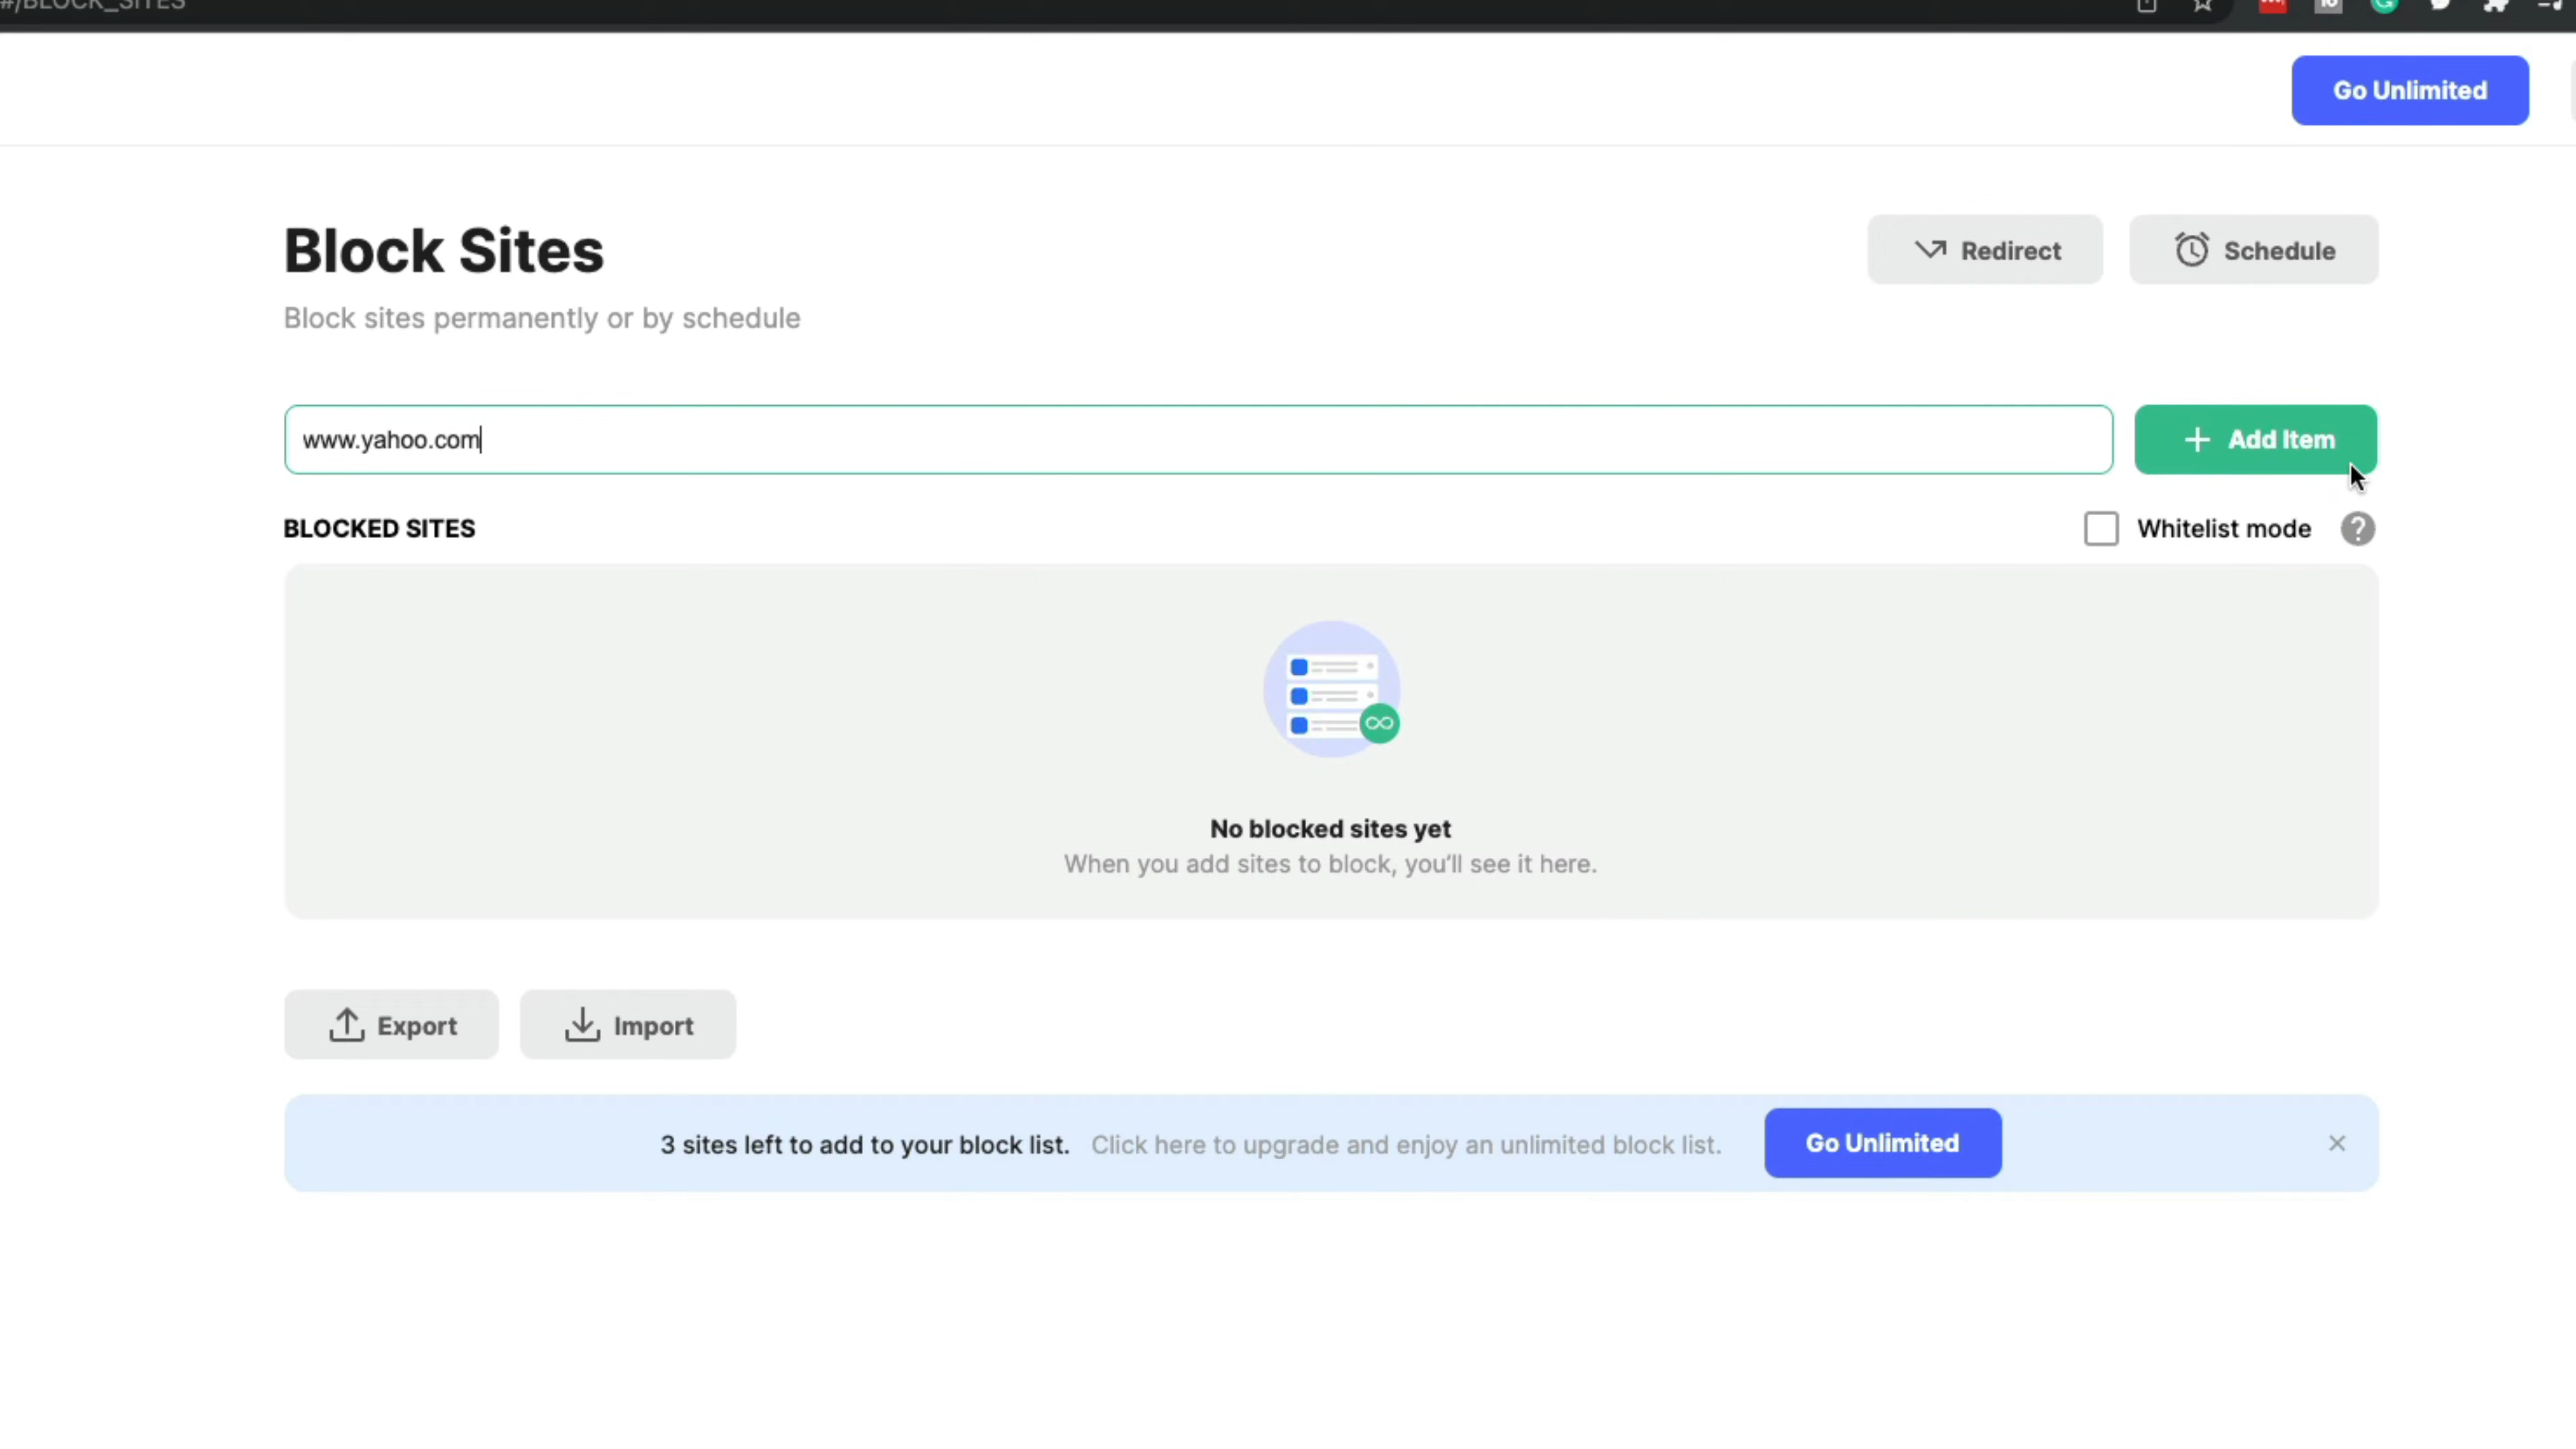 #/BLOCK_SITES
Go Unlimited
Block Sites
Redirect
Schedule
Block sites permanently or by schedule
www.yahoo.com
+ Add Item
BLOCKED SITES
Whitelist mode ?
No blocked sites yet
When you add sites to block, you'll see it here.
Export
Import
3 sites left to add to your block list. Click here to upgrade and enjoy an unlimited block list.
Go Unlimited